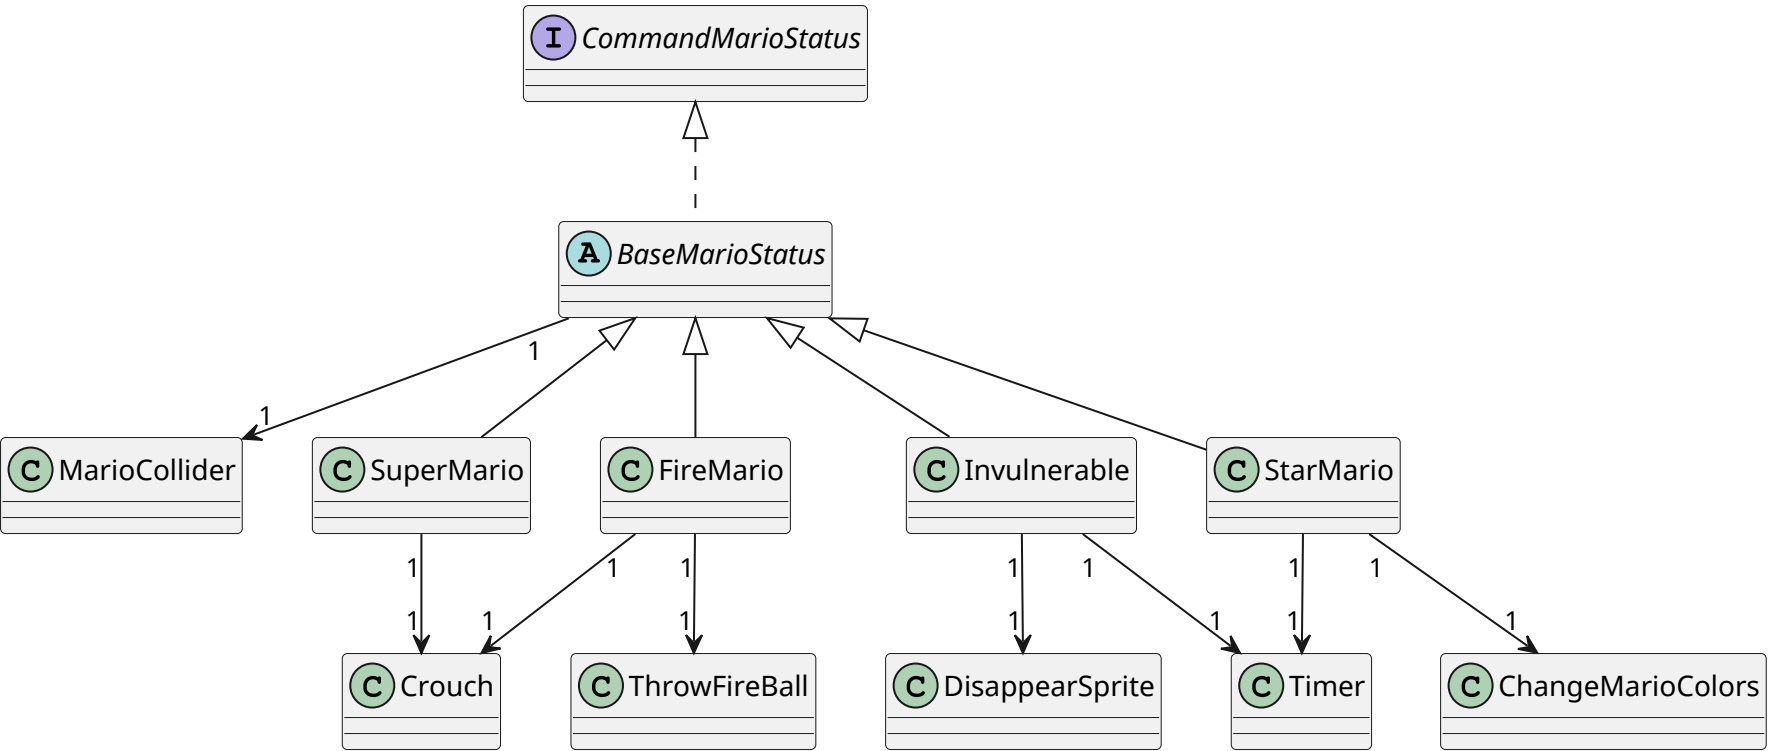 I CommandMarioStatus
A BaseMarioStatus
1
1
C MarioCollider
C SuperMario
C FireMario
C Invulnerable
C StarMario
1 1 1 1 1 1 1
1 1 1 1 1 1 1
C Crouch
C ThrowFireBall
C DisappearSprite
C Timer
C ChangeMarioColors